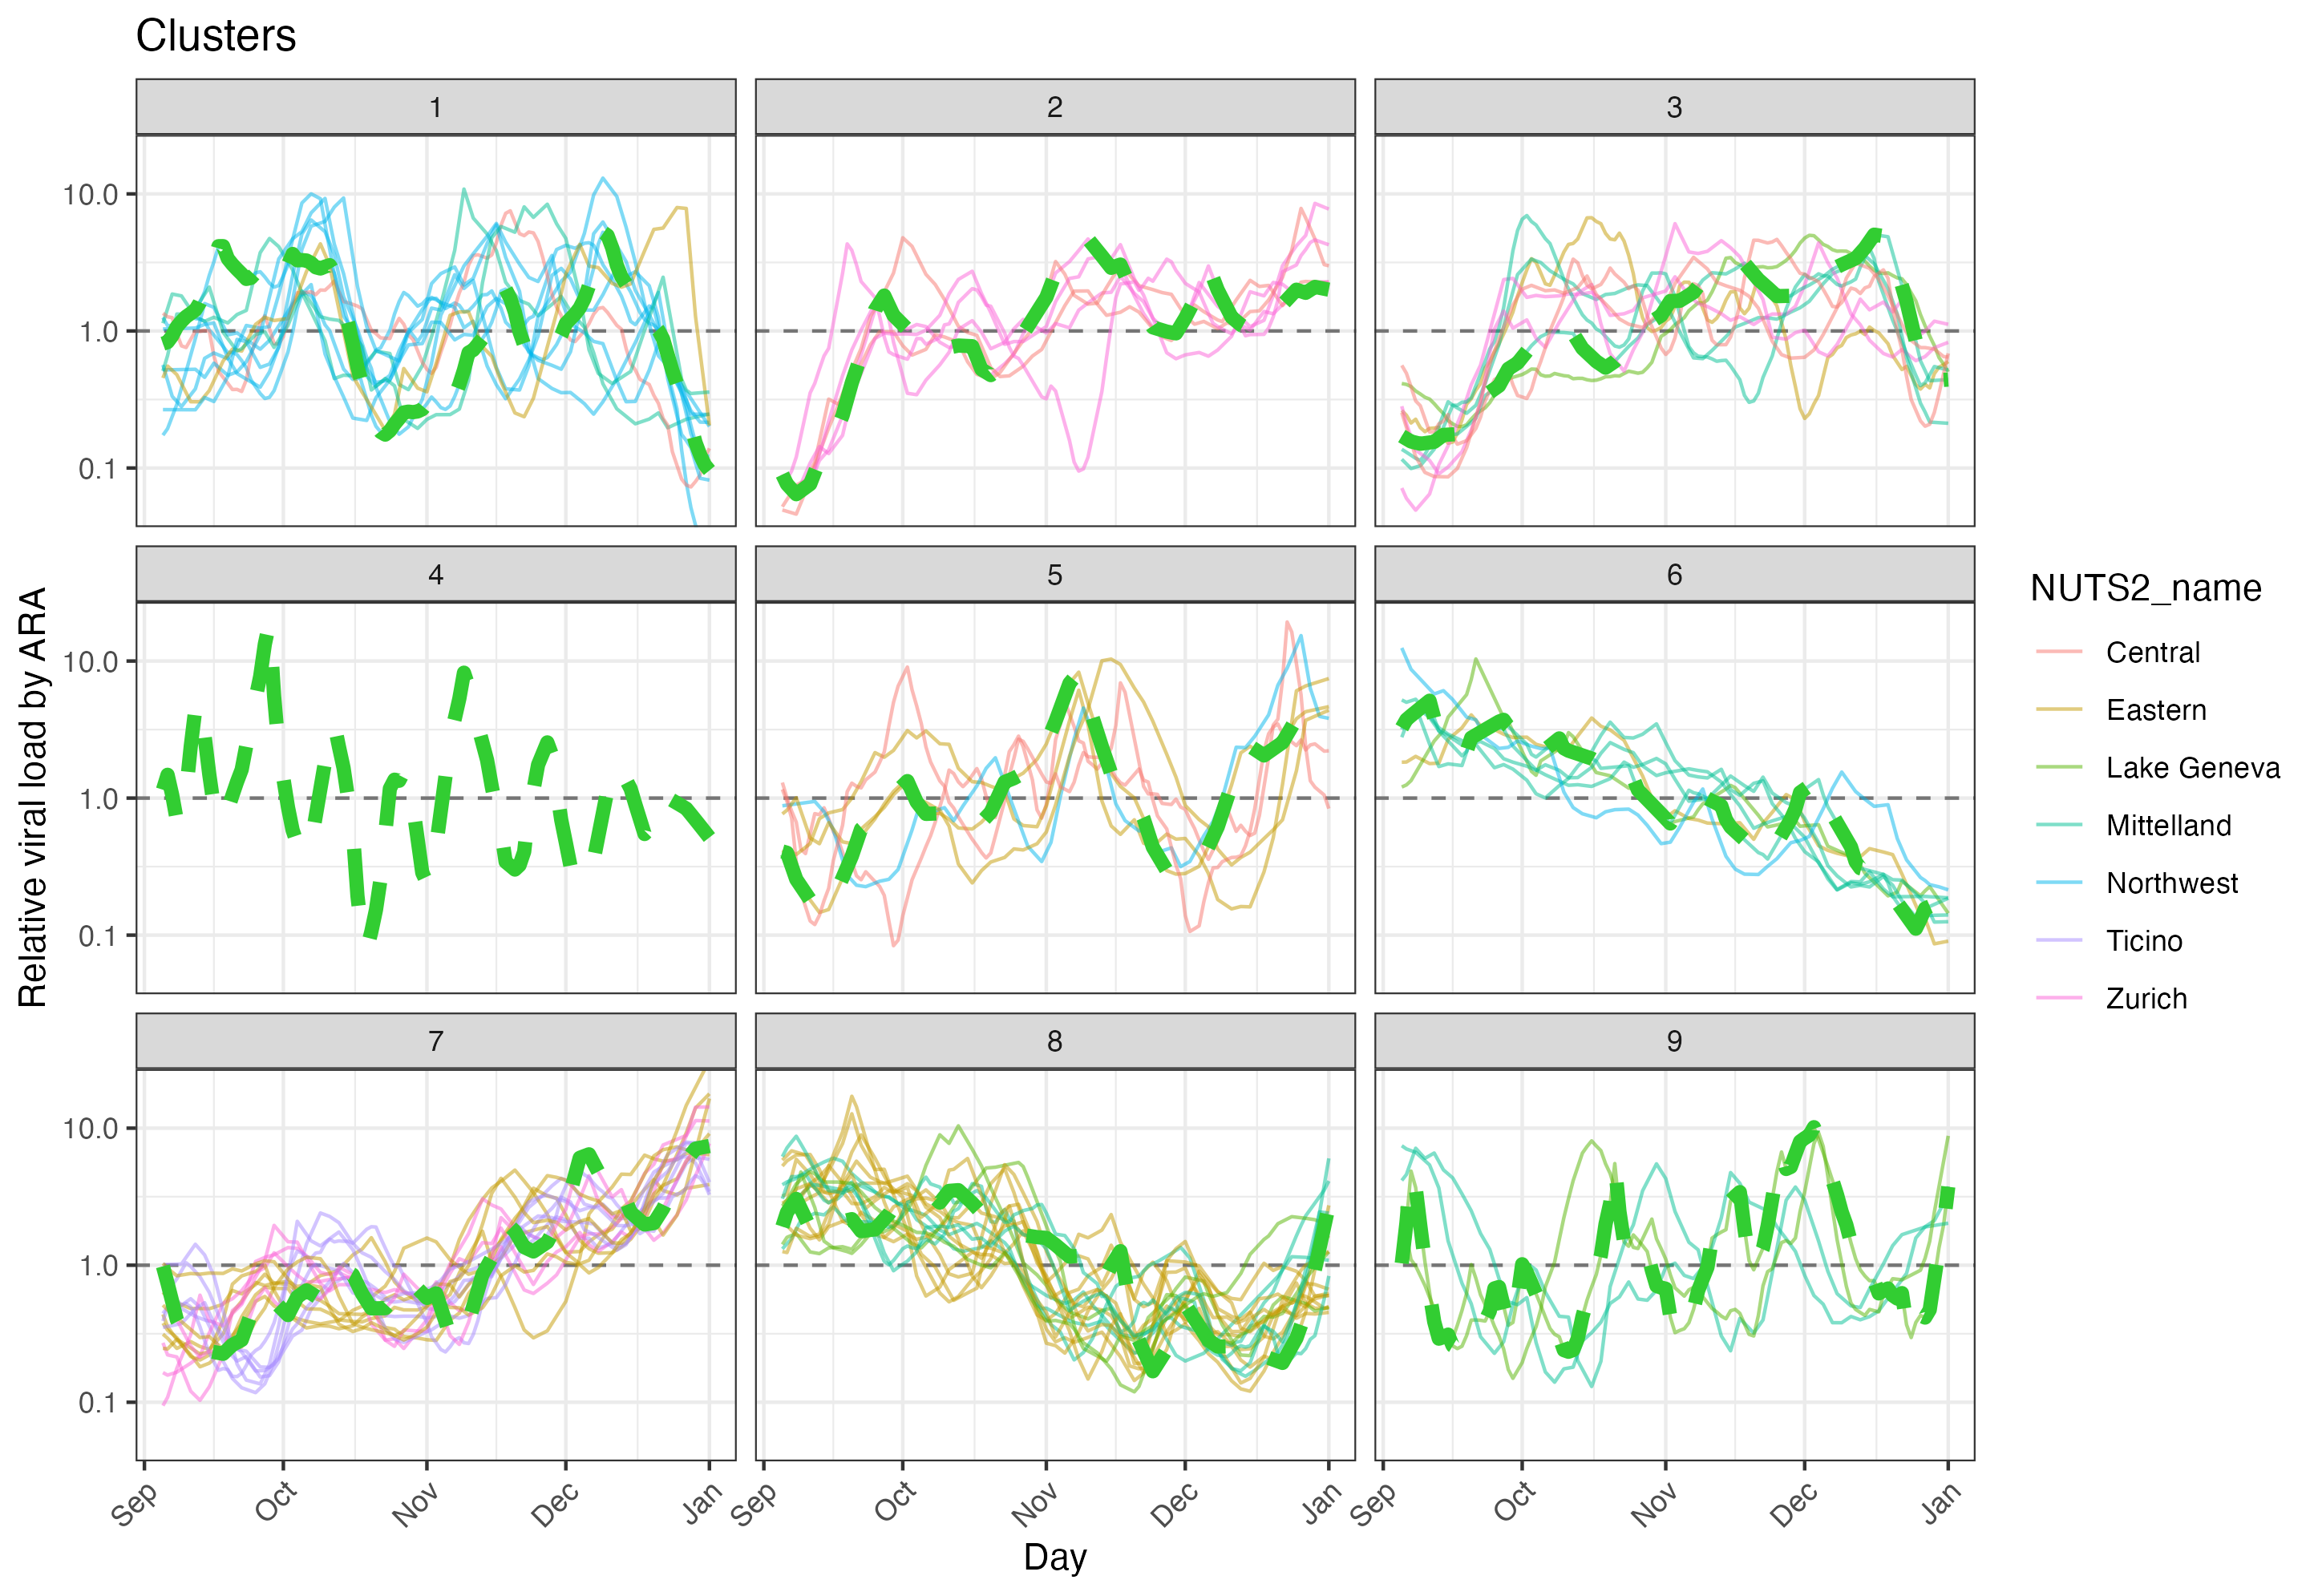 Clusters
1
2
3
10.0
1.0
0.1
4
5
6
10.0
1.0
0.1
7
8
9
10.0
1.0
0.1
Sep Oct Nov Dec Jan
Sep Oct Nov Dec Jan
Sep Oct Nov Dec Jan
Day
Relative viral load by ARA
NUTS2_name
Central
Eastern
Lake Geneva
Mittelland
Northwest
Ticino
Zurich